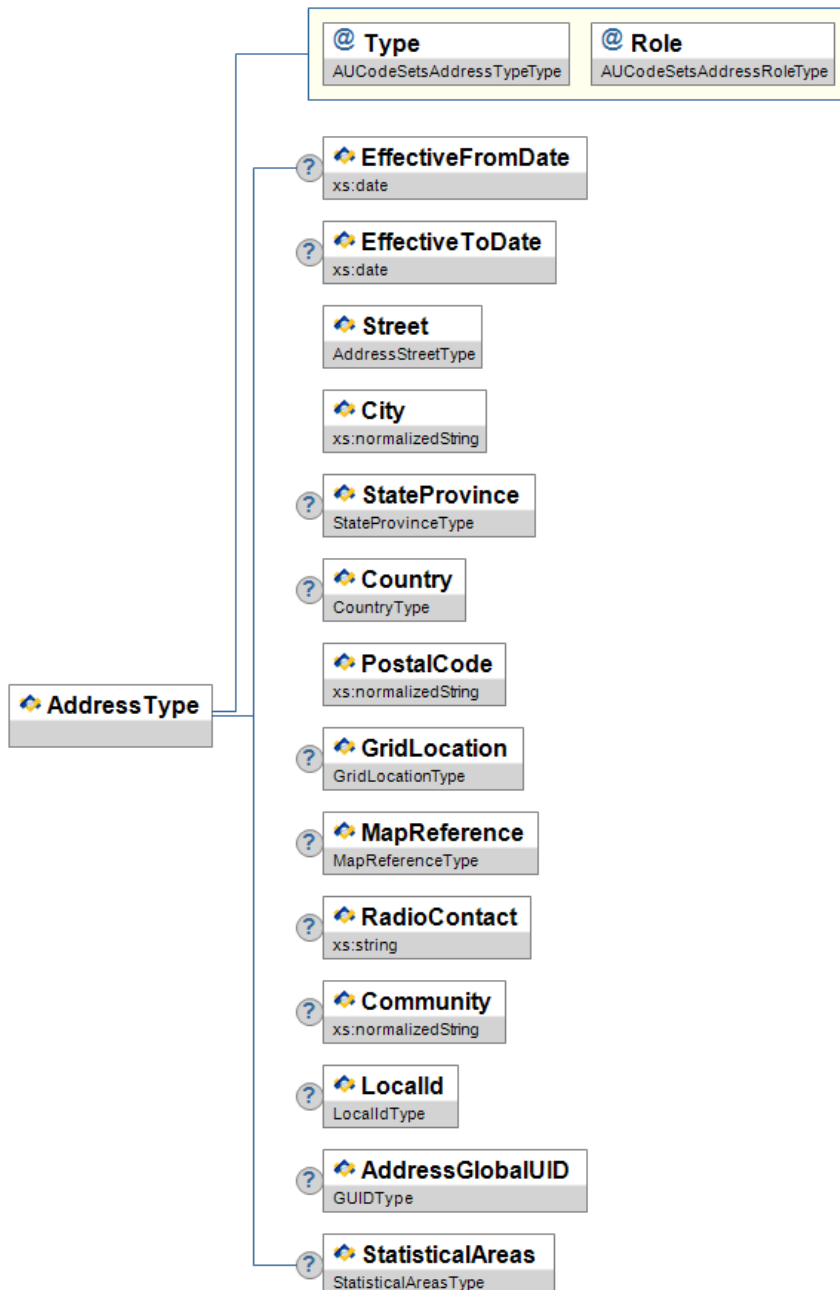 @ Type
AUCodeSetsAddressTypeType
@ Role
AUCodeSetsAddressRoleType
? EffectiveFromDate
xs:date
? EffectiveToDate
xs:date
Street
AddressStreetType
City
xs:normalizedString
? StateProvince
StateProvinceType
? Country
CountryType
PostalCode
xs:normalizedString
AddressType
? GridLocation
GridLocationType
? MapReference
MapReferenceType
? RadioContact
xs:string
? Community
xs:normalizedString
? LocalId
LocalIdType
? AddressGlobalUID
GUIDType
? StatisticalAreas
StatisticalAreasType